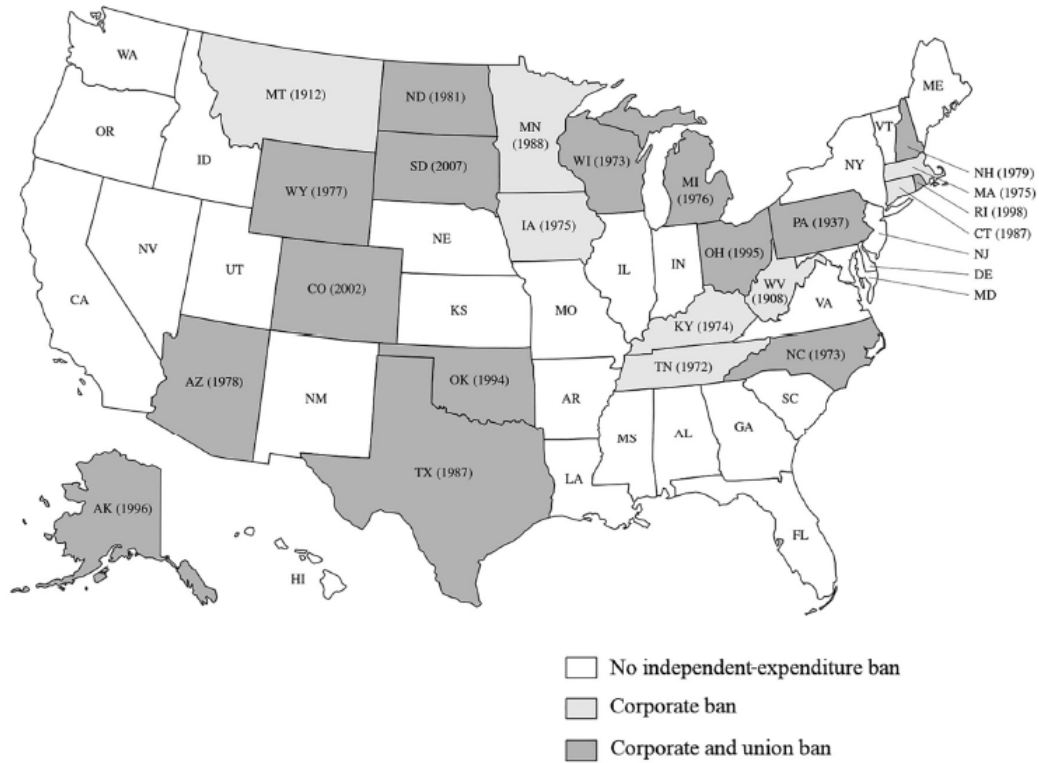 WA
MT (1912)
ND (1981)
MN
(1988)
ME
OR
ID
SD (2007)
WI (1973)
VT
NY
NH (1979)
WY (1977)
MI
(1976)
MA (1975)
RI (1998)
IA (1975)
PA (1937)
CT (1987)
NV
NE
NJ
UT
IL
IN
OH (1995)
DE
CA
CO (2002)
WV
(1908)
MD
KS
MO
VA
KY (1974)
AZ (1978)
NM
OK (1994)
TN (1972)
NC (1973)
AR
SC
MS
AL
GA
TX (1987)
LA
AK (1996)
FL
HI
No independent-expenditure ban
Corporate ban
Corporate and union ban